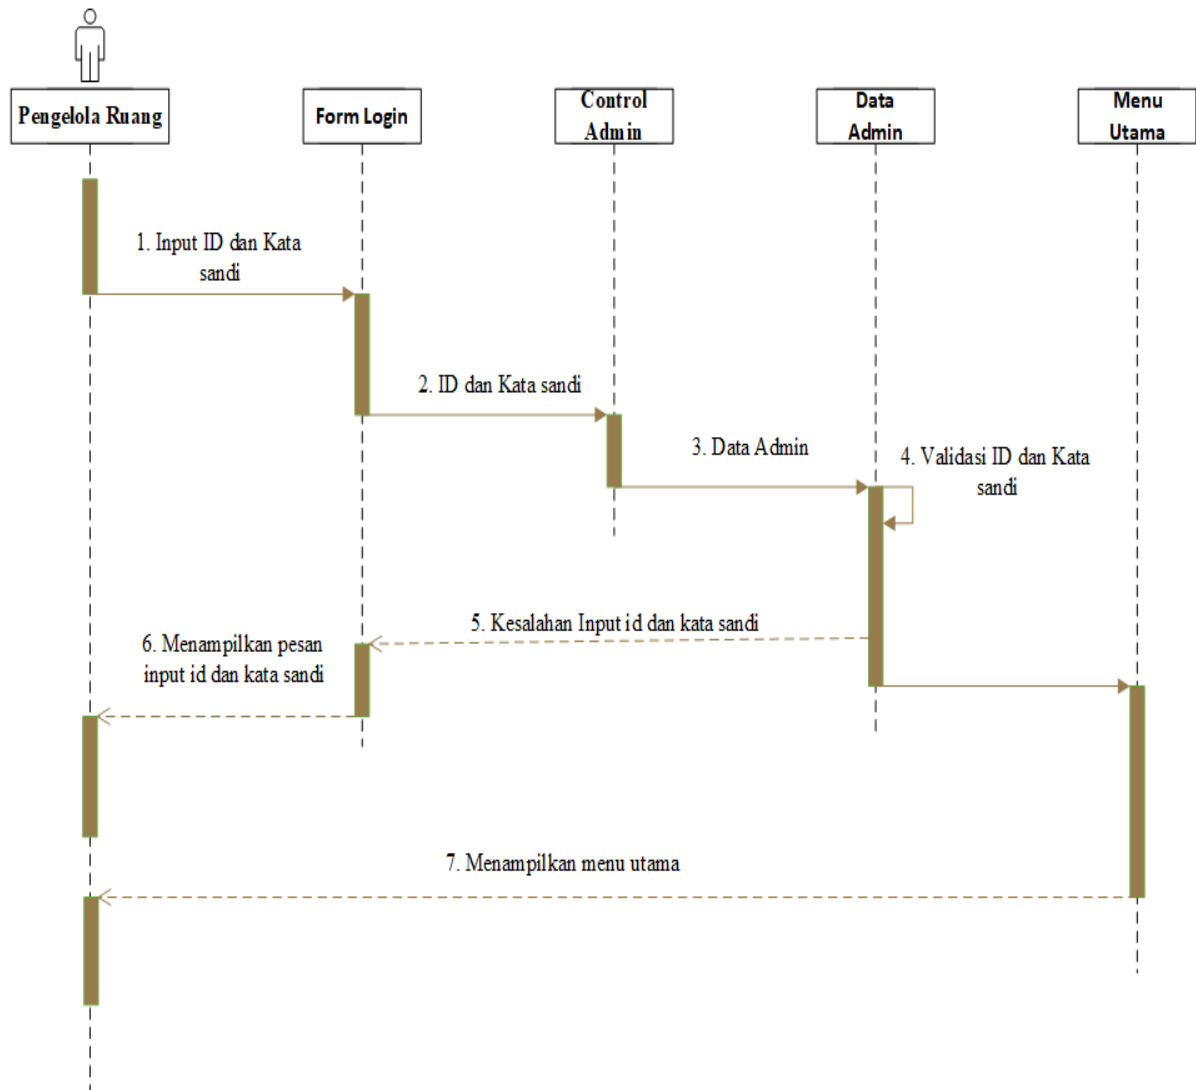 Pengelola Ruang
Form Login
Control
Admin
Data
Admin
Menu
Utama
1. Input ID dan Kata
sandi
2. ID dan Kata sandi
3. Data Admin
4. Validasi ID dan Kata
sandi
5. Kesalahan Input id dan kata sandi
6. Menampilkan pesan
input id dan kata sandi
7. Menampilkan menu utama